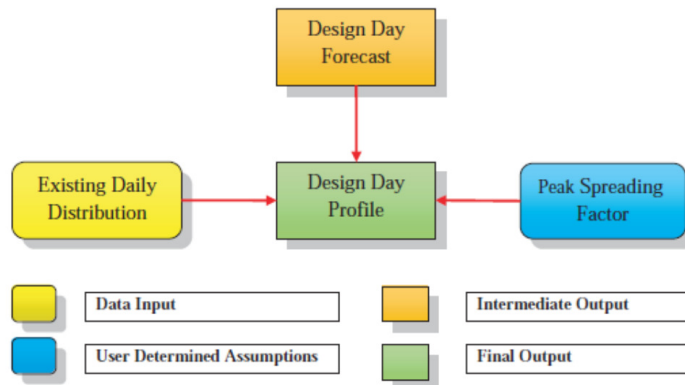 Design Day
Forecast
Existing Daily
Distribution
Design Day
Profile
Peak Spreading
Factor
Data Input
Intermediate Output
User Determined Assumptions
Final Output